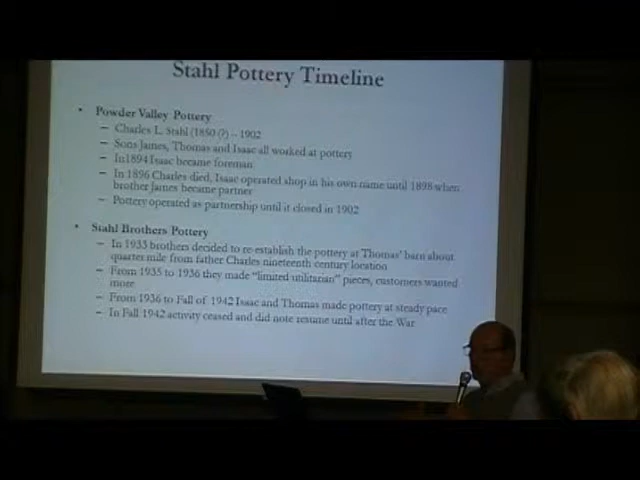 Stahl Pottery Timeline
• Powder Valley Pottery
– Charles L. Stahl (1850 (?) – 1902
– Sons James, Thomas and Isaac all worked at pottery
– In1894 Isaac became foreman
– In 1896 Charles died, Isaac operated shop in his own name until 1898 when
brother James became partner
– Pottery operated as partnership until it closed in 1902
• Stahl Brothers Pottery
– In 1933 brothers decided to re-establish the pottery at Thomas' barn about
quarter mile from father Charles nineteenth century location
– From 1935 to 1936 they made "limited utilitarian" pieces, customers wanted
more
– From 1936 to Fall of 1942 Isaac and Thomas made pottery at steady pace
– In Fall 1942 activity ceased and did note resume until after the War